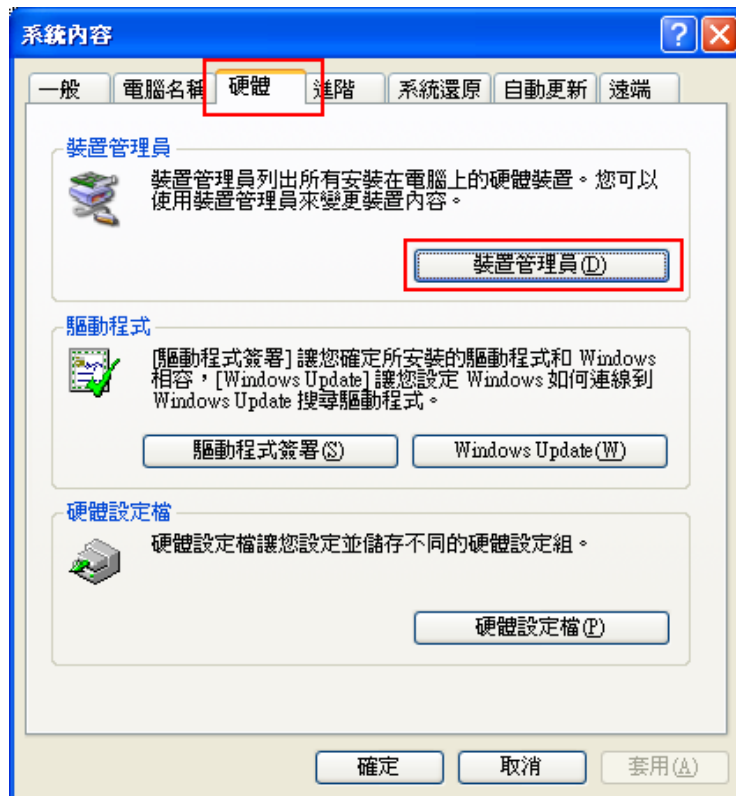 系統內容
一般 電腦名稱 硬體 進階 系統還原 自動更新 遠端
裝置管理員
裝置管理員列出所有安裝在電腦上的硬體裝置。您可以
使用裝置管理員來變更裝置內容。
裝置管理員(D)
驅動程式
[驅動程式簽署] 讓您確定所安裝的驅動程式和 Windows
相容，[Windows Update] 讓您設定 Windows 如何連線到
Windows Update 搜尋驅動程式。
驅動程式簽署(S) Windows Update(W)
硬體設定檔
硬體設定檔讓您設定並儲存不同的硬體設定組。
硬體設定檔(P)
確定 取消 套用(A)